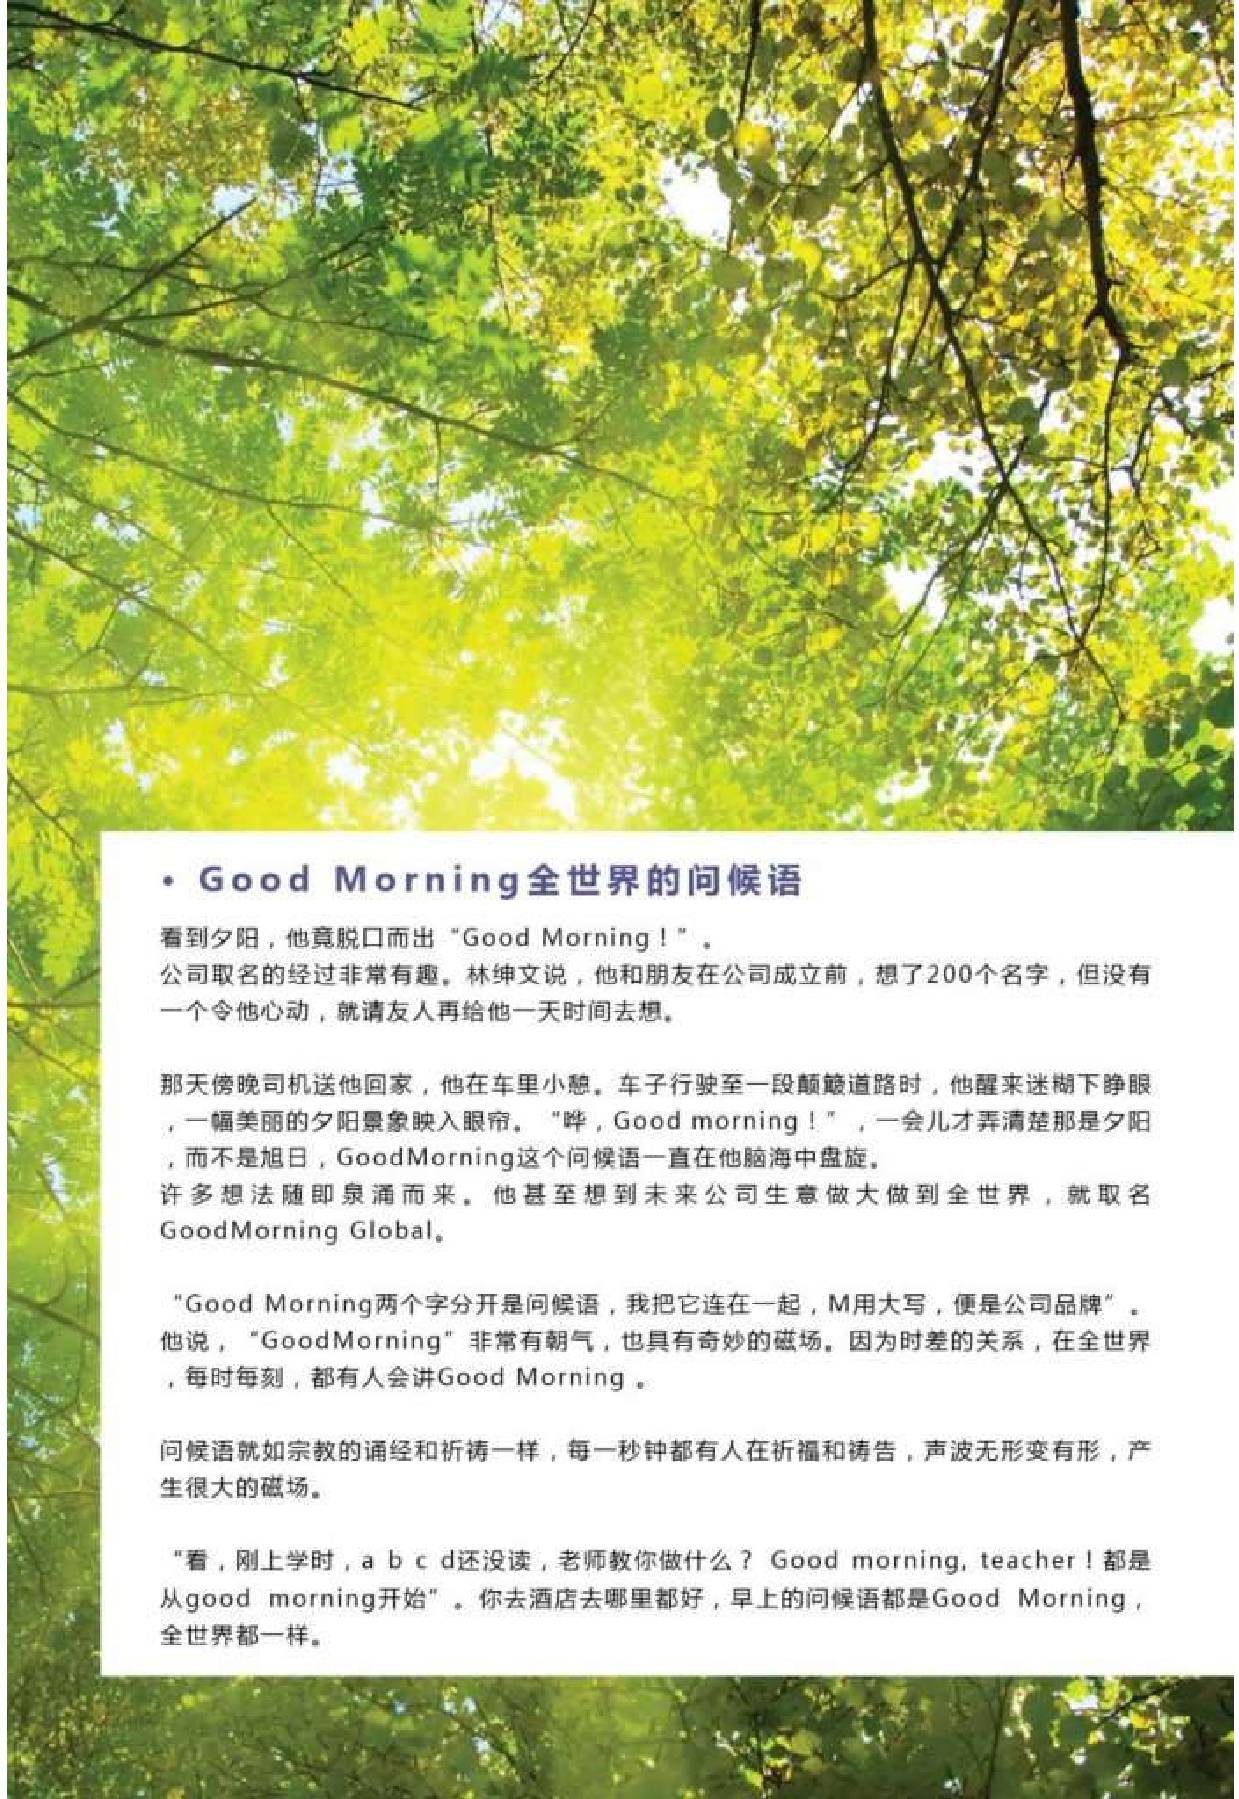 • Good Morning全世界的问候语
看到夕阳，他竟脱口而出“Good Morning！”。
公司取名的经过非常有趣。林绅文说，他和朋友在公司成立前，想了200个名字，但没有
一个令他心动，就请友人再给他一天时间去想。
那天傍晚司机送他回家，他在车里小憩。车子行驶至一段颠簸道路时，他醒来迷糊下睁眼
，一幅美丽的夕阳景象映入眼帘。“哗，Good morning！”，一会儿才弄清楚那是夕阳
，而不是旭日，GoodMorning这个问候语一直在他脑海中盘旋。
许多想法随即泉涌而来。他甚至想到未来公司生意做大做到全世界，就取名
GoodMorning Global。
“Good Morning两个字分开是问候语，我把它连在一起，M用大写，便是公司品牌”。
他说，“GoodMorning”非常有朝气，也具有奇妙的磁场。因为时差的关系，在全世界
，每时每刻，都有人会讲Good Morning 。
问候语就如宗教的诵经和祈祷一样，每一秒钟都有人在祈福和祷告，声波无形变有形，产
生很大的磁场。
“看，刚上学时，a b c d还没读，老师教你做什么？ Good morning, teacher！都是
从good morning开始”。你去酒店去哪里都好，早上的问候语都是Good Morning，
全世界都一样。